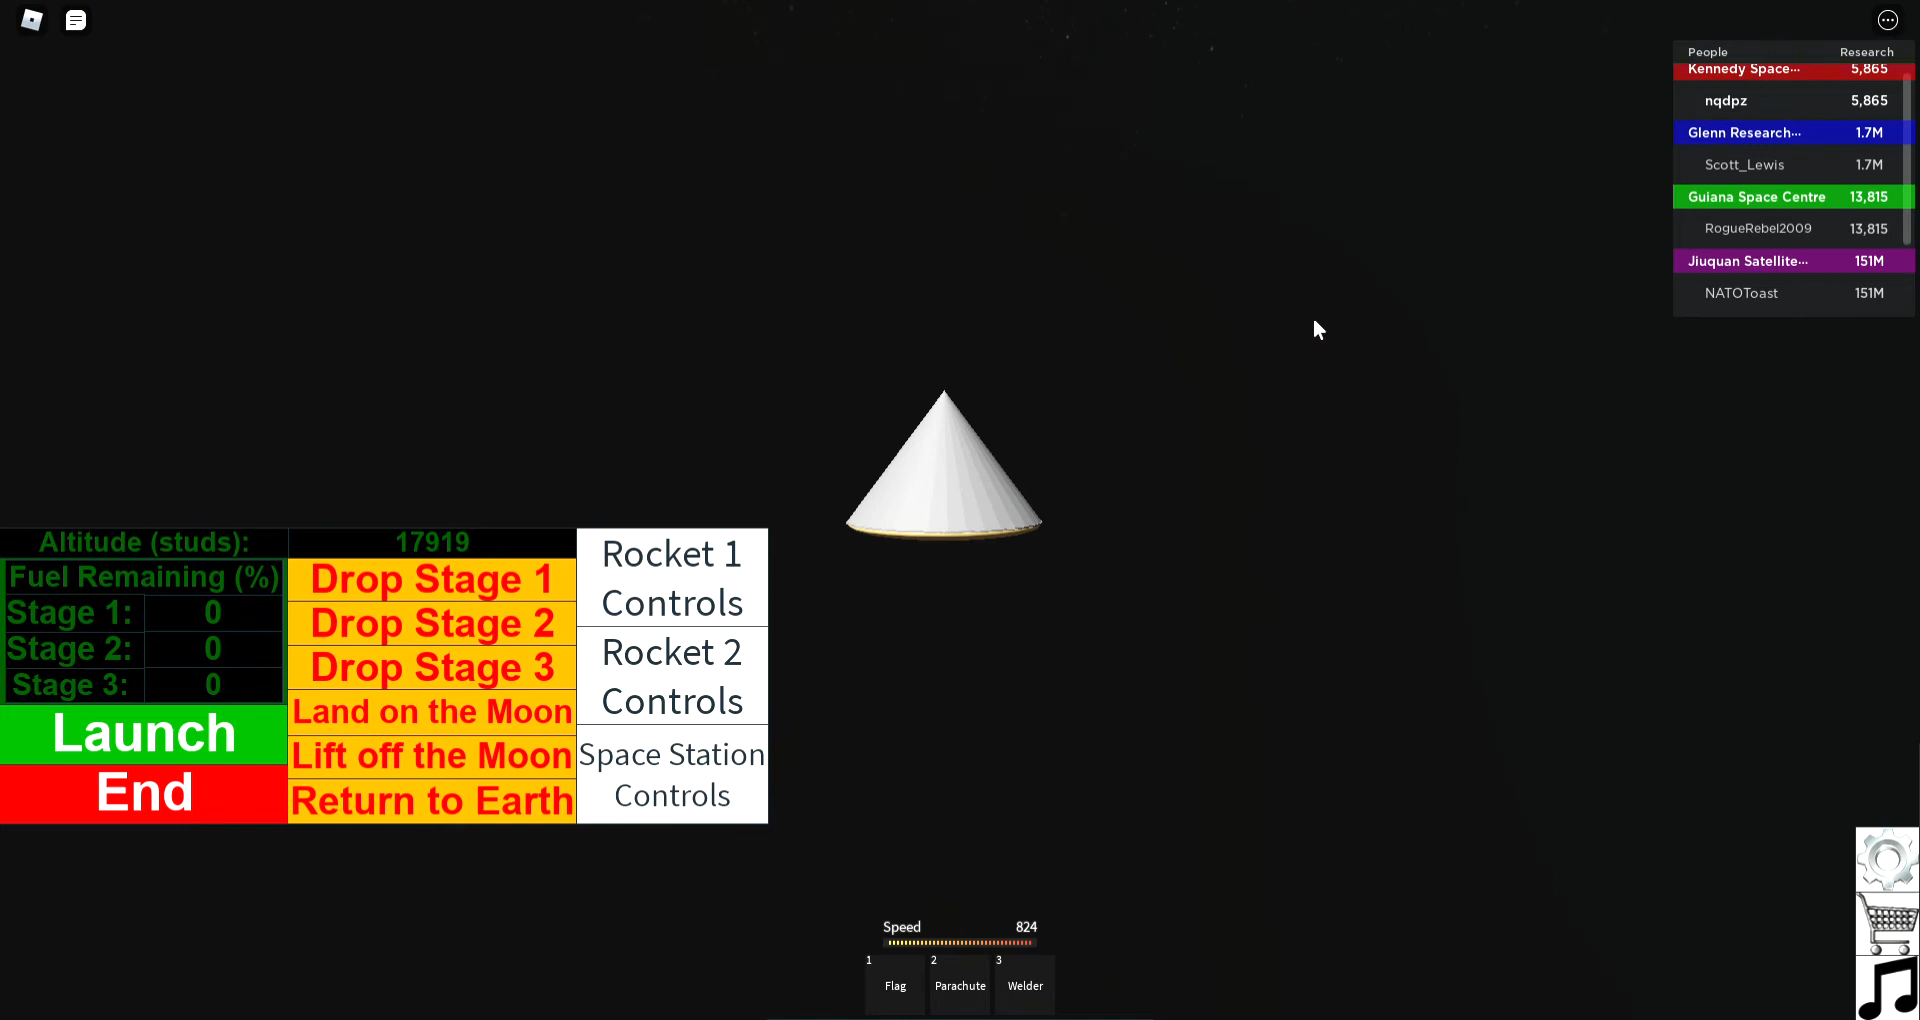 People Research
Kennedy Space... 5,865
nqdpz 5,865
Glenn Research... 1.7M
Scott_Lewis 1.7M
Guiana Space Centre 13,815
RogueRebel2009 13,815
Jiuquan Satellite... 151M
NATOToast 151M
Altitude (studs): 17919
Fuel Remaining (%)
Stage 1: 0
Stage 2: 0
Stage 3: 0
Launch
End
Drop Stage 1
Drop Stage 2
Drop Stage 3
Land on the Moon
Lift off the Moon
Return to Earth
Rocket 1
Controls
Rocket 2
Controls
Space Station
Controls
Speed 824
1 2 3
Flag Parachute Welder